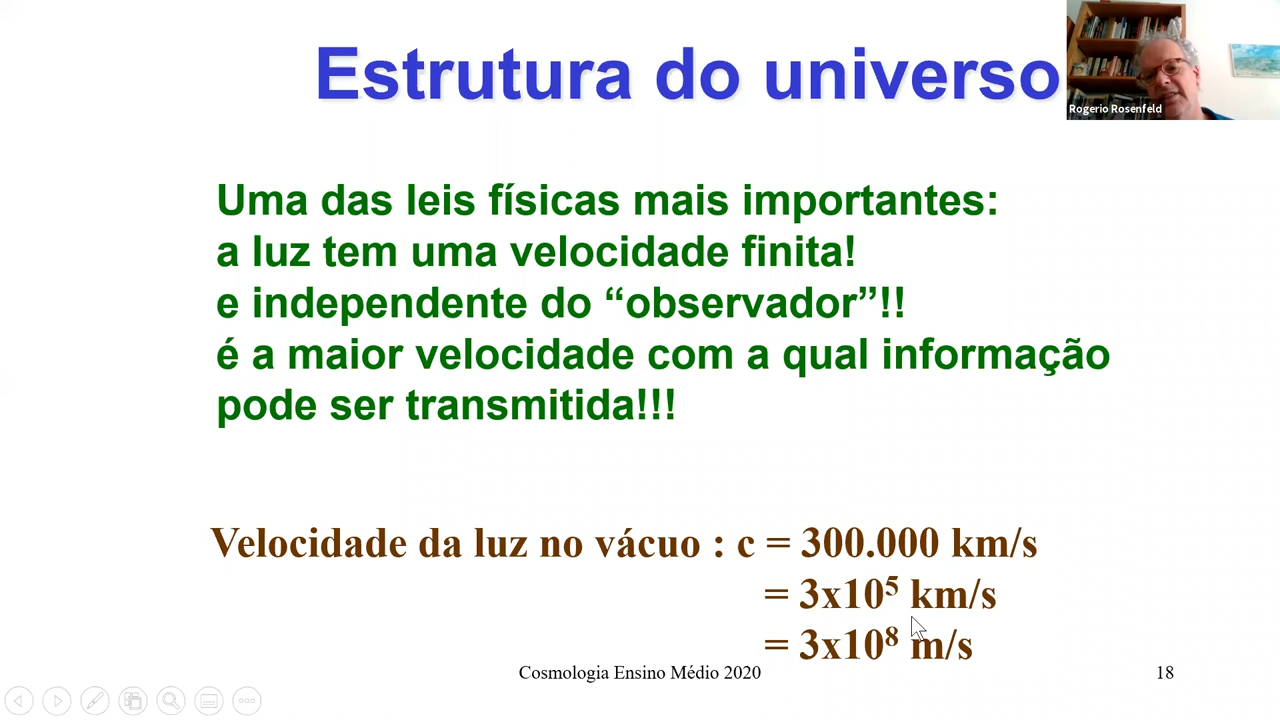 Estrutura do universo
Rogerio Rosenfeld
Uma das leis físicas mais importantes:
a luz tem uma velocidade finita!
e independente do “observador”!!
é a maior velocidade com a qual informação
pode ser transmitida!!!
Velocidade da luz no vácuo : c = 300.000 km/s
= 3x10⁵ km/s
= 3x10⁸ m/s
Cosmologia Ensino Médio 2020
18